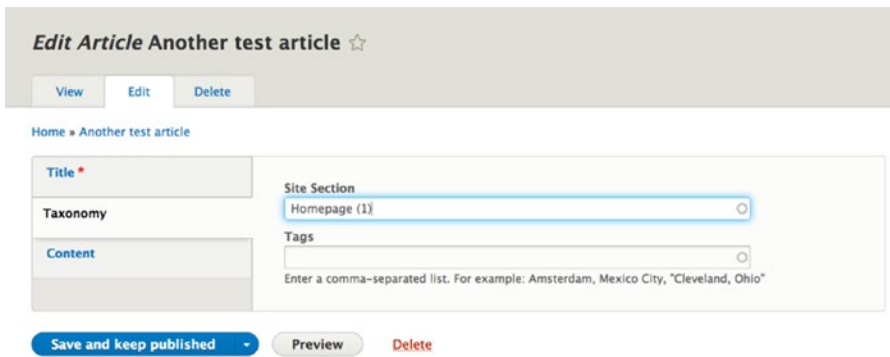 Edit Article Another test article
View Edit Delete
Home » Another test article
Title *
Taxonomy
Content
Site Section
Homepage (1)
Tags
Enter a comma-separated list. For example: Amsterdam, Mexico City, "Cleveland, Ohio"
Save and keep published Preview Delete